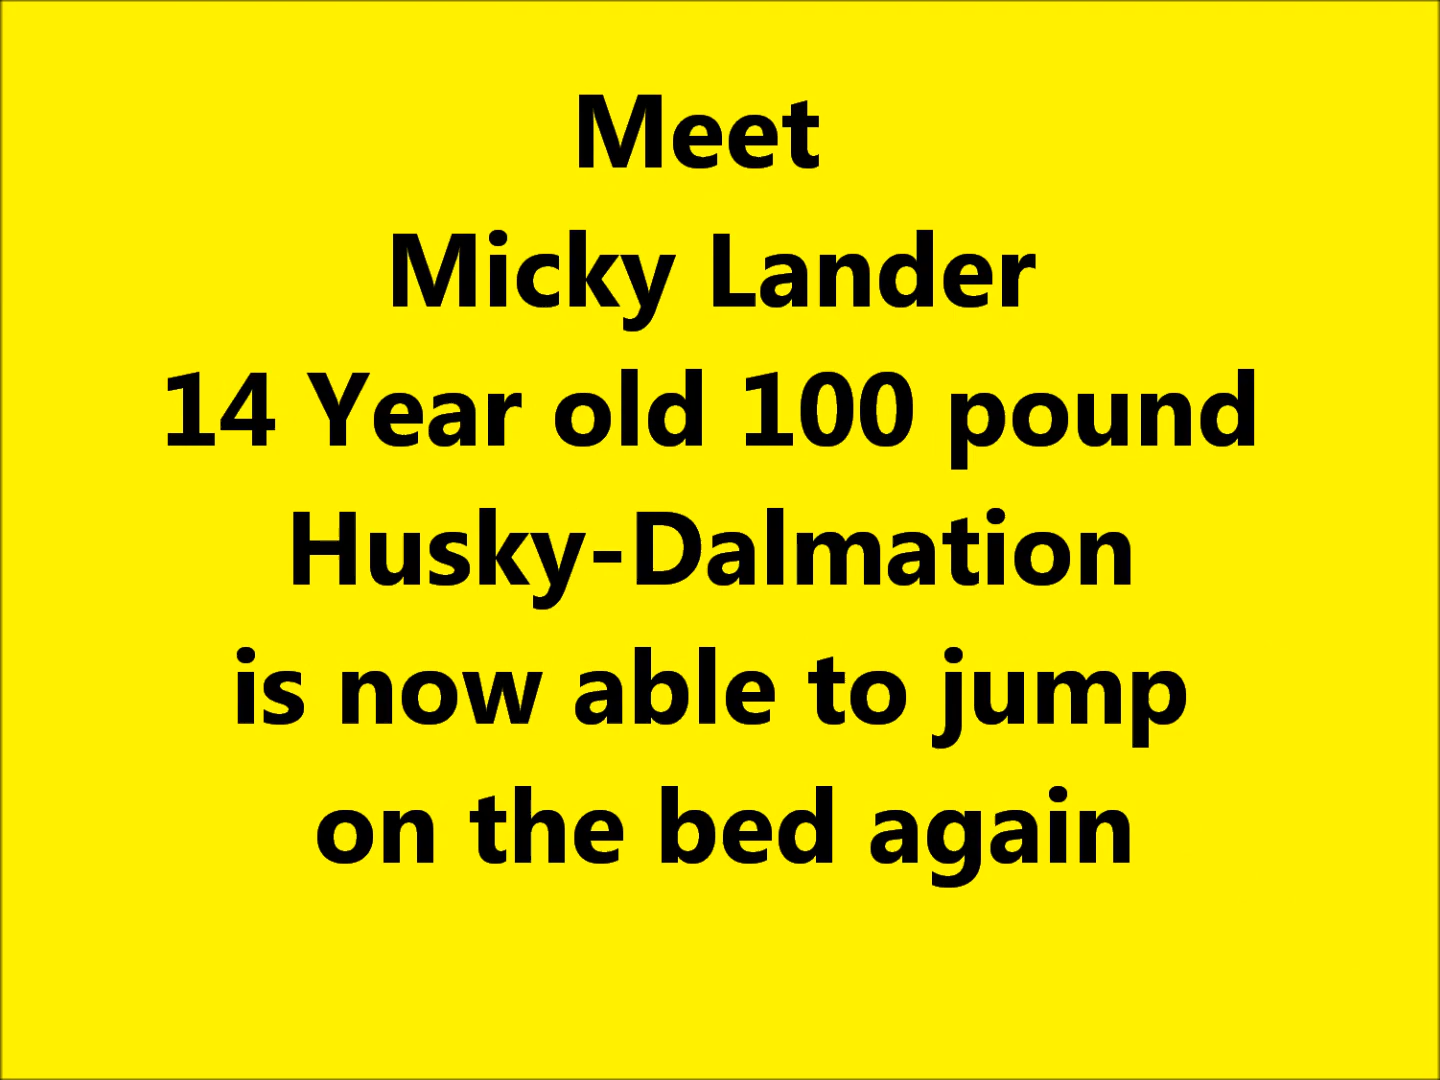 Meet
Micky Lander
14 Year old 100 pound
Husky-Dalmation
is now able to jump
on the bed again